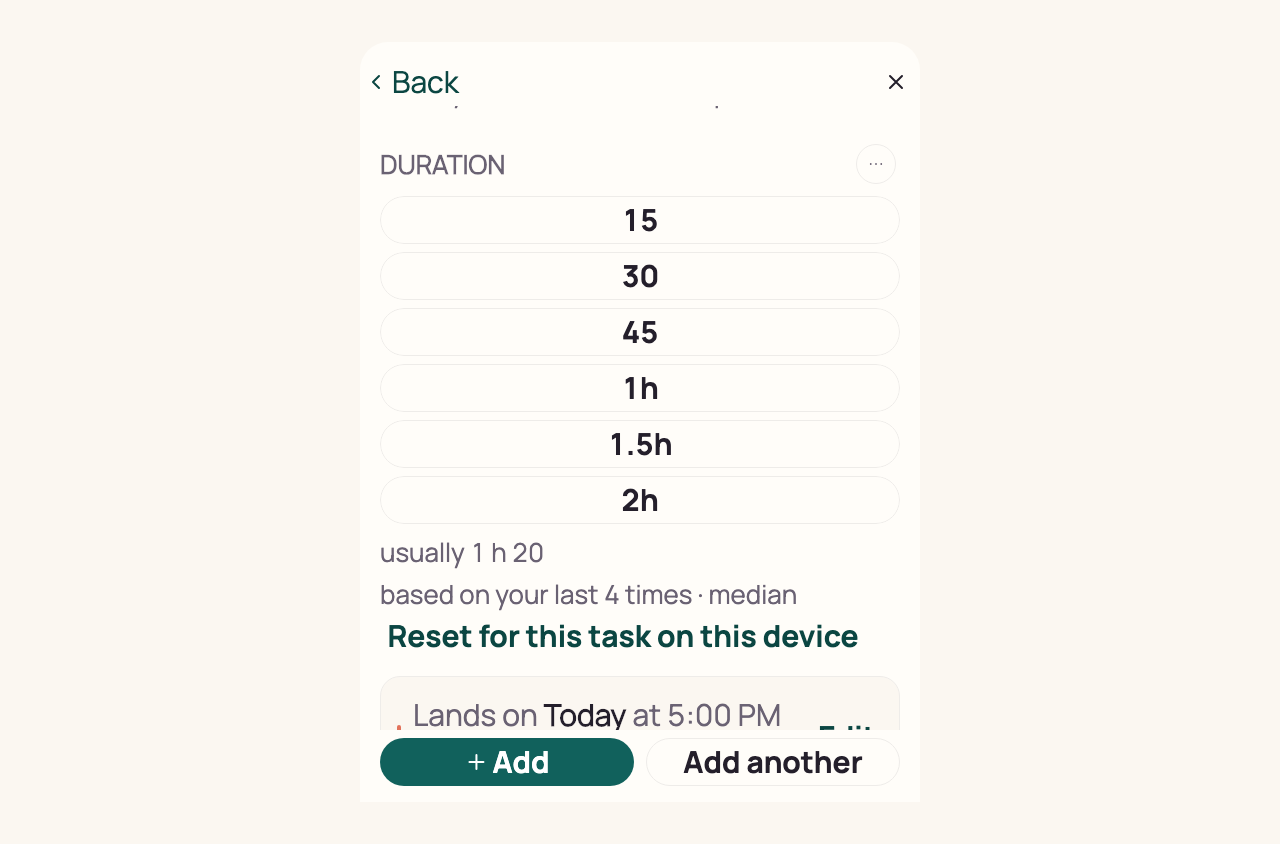 Back
DURATION
15
30
45
1h
1.5h
2h
usually 1 h 20
based on your last 4 times · median
Reset for this task on this device
Lands on Today at 5:00 PM
Edit
+ Add
Add another